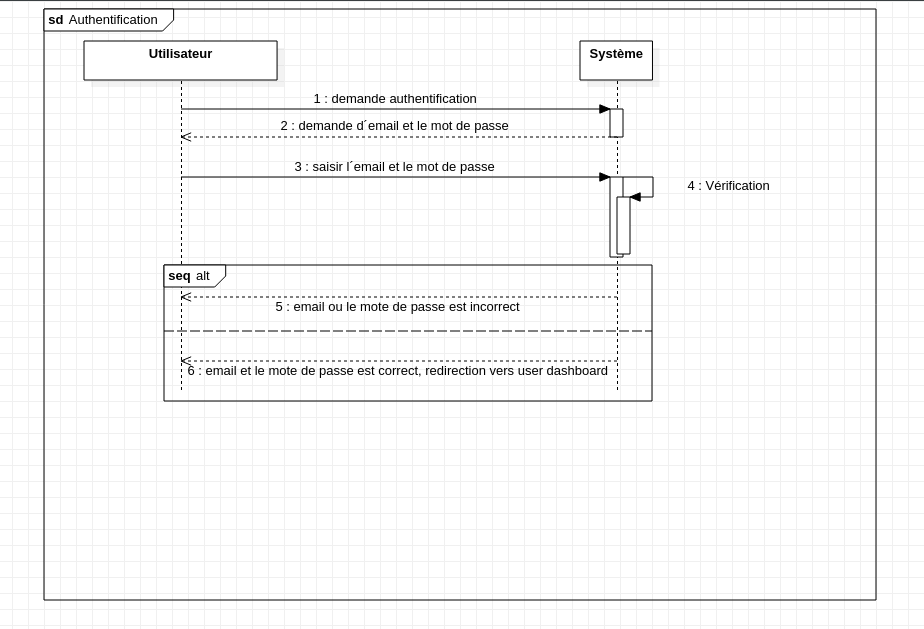 sd Authentification
Utilisateur
Système
1 : demande authentification
2 : demande d´email et le mot de passe
3 : saisir l´email et le mot de passe
4 : Vérification
seq alt
5 : email ou le mote de passe est incorrect
6 : email et le mote de passe est correct, redirection vers user dashboard